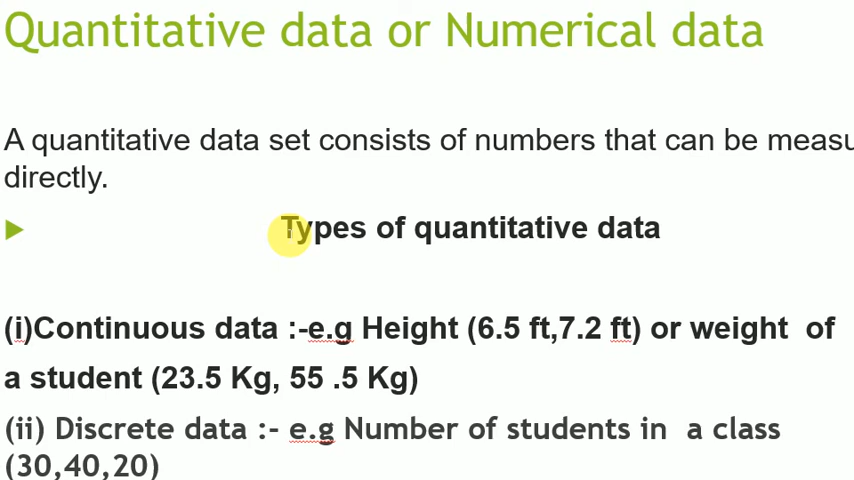 Quantitative data or Numerical data
A quantitative data set consists of numbers that can be measu
directly.
Types of quantitative data
(i)Continuous data :-e.g Height (6.5 ft,7.2 ft) or weight of
a student (23.5 Kg, 55 .5 Kg)
(ii) Discrete data :- e.g Number of students in a class
(30,40,20)